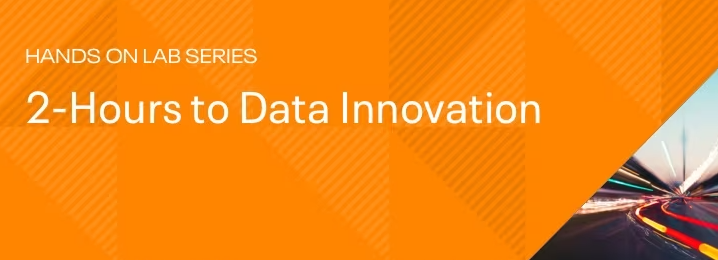 HANDS ON LAB SERIES
2-Hours to Data Innovation